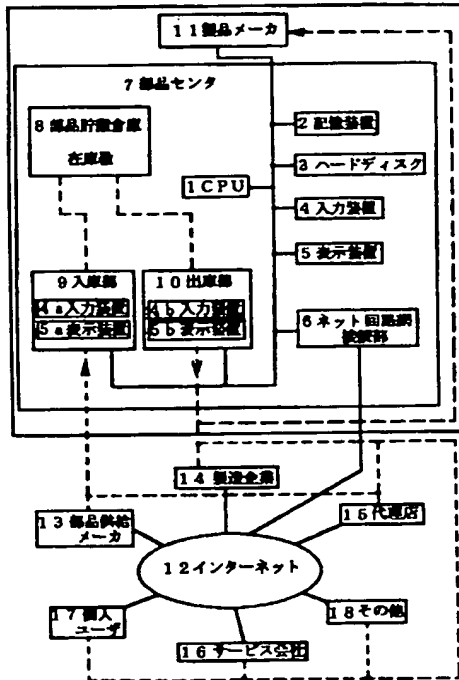 11製品メーカ
7部品センタ
8部品貯蔵倉庫
在庫数
2記憶装置
3ハードディスク
1CPU
4入力装置
5表示装置
9入庫部
4a入力装置
5a表示装置
10出庫部
4b入力装置
5b表示装置
6ネット回路網
接続部
14製造企業
13部品供給
メーカ
15代理店
12インターネット
17個人
ユーザ
18その他
16サービス会社